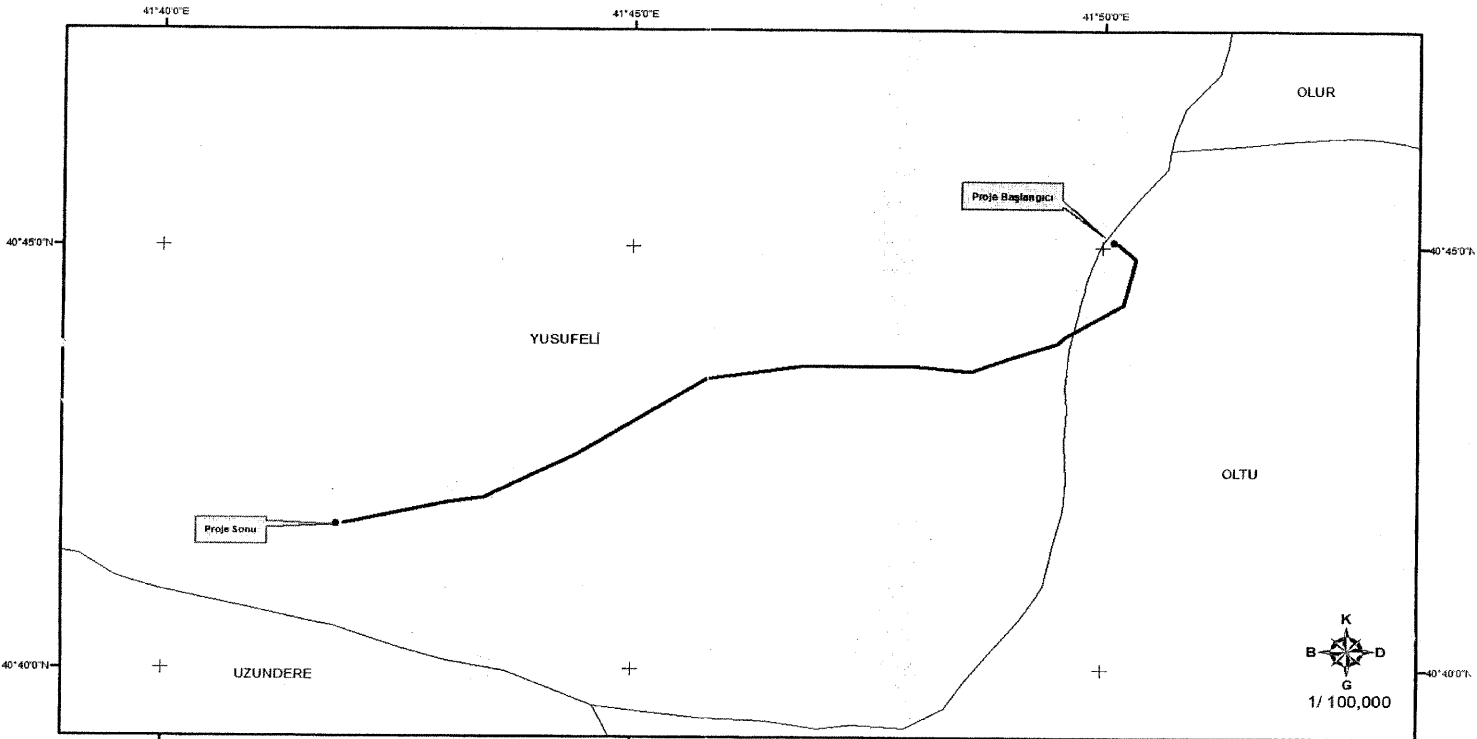 41°40'0"E
41°45'0"E
41°50'0"E
OLUR
Proje Başlangıcı
40°45'0"N
40°45'0"N
YUSUFELİ
OLTU
Proje Sonu
K
B
D
G
40°40'0"N
40°40'0"N
UZUNDERE
1/ 100,000